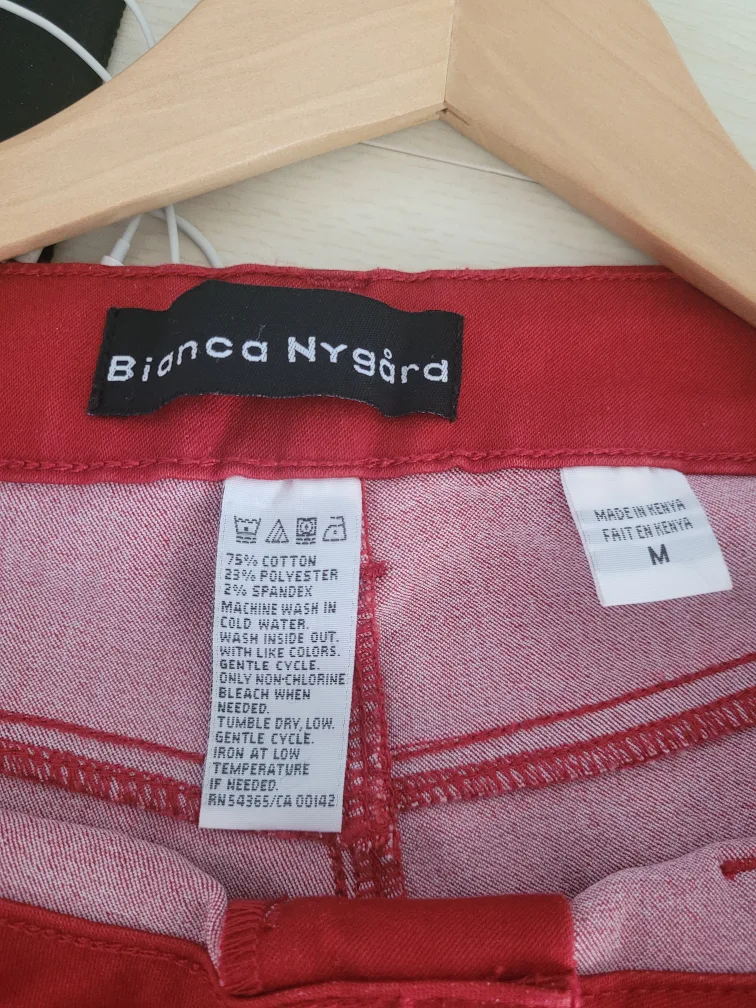 Bianca Nygård
75% COTTON
23% POLYESTER
2% SPANDEX
MACHINE WASH IN
COLD WATER.
WASH INSIDE OUT.
WITH LIKE COLORS.
GENTLE CYCLE.
ONLY NON-CHLORINE
BLEACH WHEN
NEEDED.
TUMBLE DRY, LOW.
GENTLE CYCLE.
IRON AT LOW
TEMPERATURE
IF NEEDED.
RN54365/CA 00142
MADE IN KENYA
FAIT EN KENYA
M